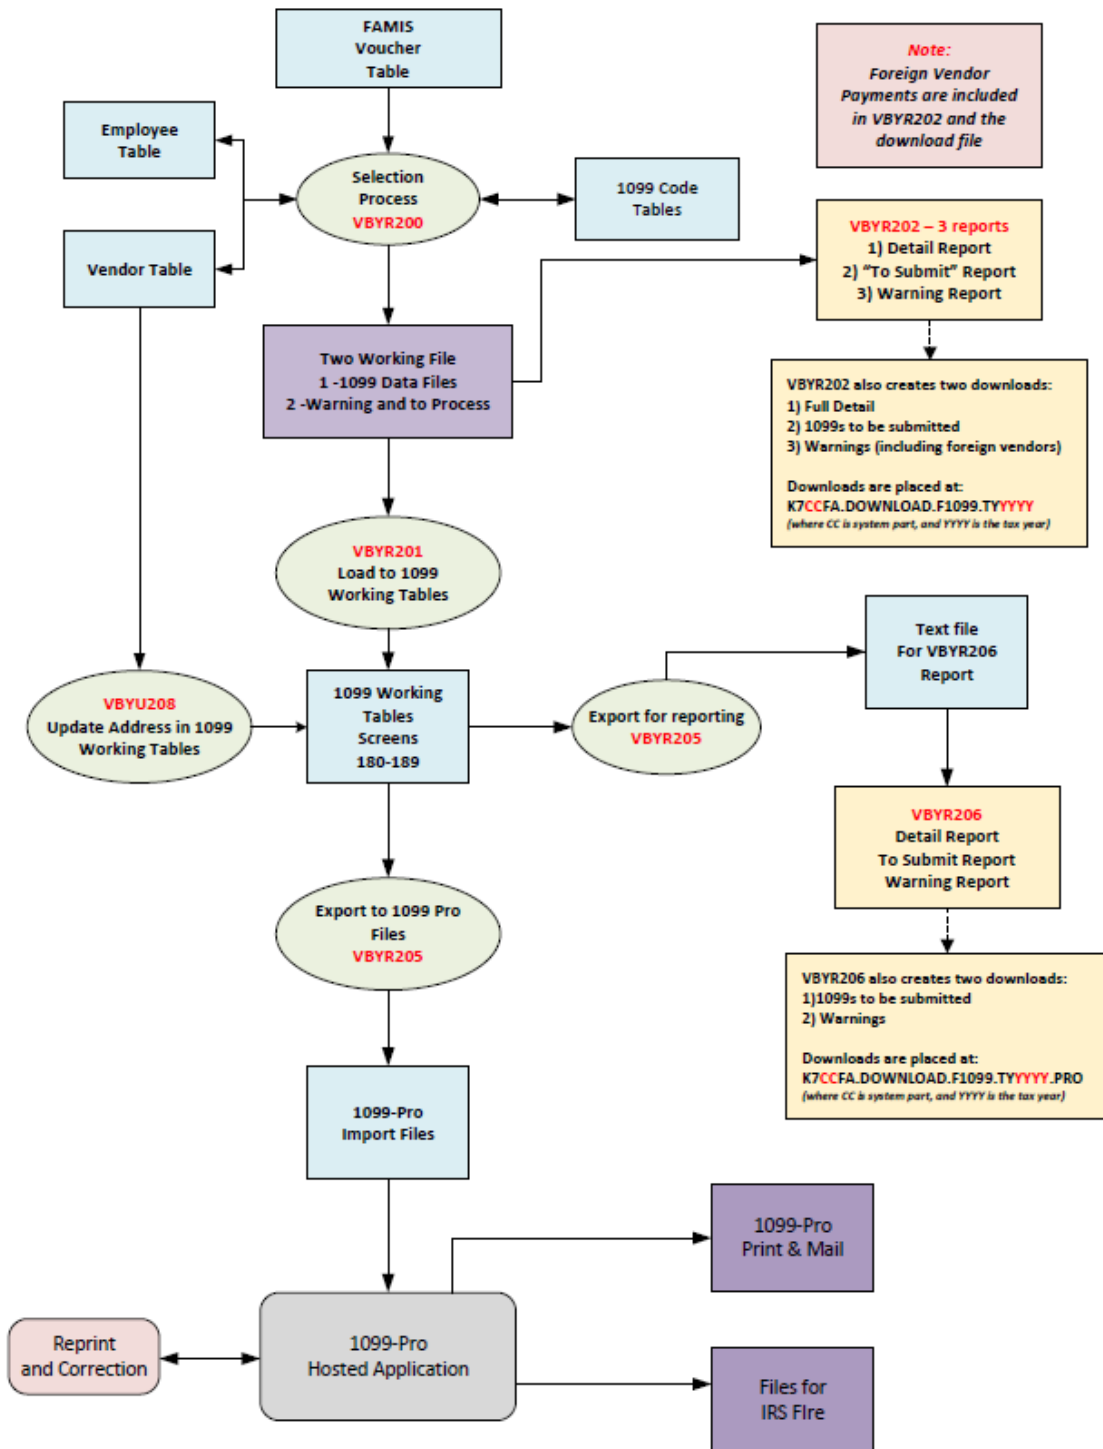 FAMIS
Voucher
Table
Note:
Foreign Vendor
Payments are included
in VBYR202 and the
download file
Employee
Table
Selection
Process
VBYR200
1099 Code
Tables
Vendor Table
VBYR202 – 3 reports
1) Detail Report
2) “To Submit” Report
3) Warning Report
Two Working File
1 -1099 Data Files
2 -Warning and to Process
VBYR202 also creates two downloads:
1) Full Detail
2) 1099s to be submitted
3) Warnings (including foreign vendors)
Downloads are placed at:
K7CCFA.DOWNLOAD.F1099.TYYYYY
(where CC is system part, and YYYY is the tax year)
VBYR201
Load to 1099
Working Tables
Text file
For VBYR206
Report
VBYU208
Update Address in 1099
Working Tables
1099 Working
Tables
Screens
180-189
Export for reporting
VBYR205
VBYR206
Detail Report
To Submit Report
Warning Report
Export to 1099 Pro
Files
VBYR205
VBYR206 also creates two downloads:
1)1099s to be submitted
2) Warnings
Downloads are placed at:
K7CCFA.DOWNLOAD.F1099.TYYYYY.PRO
(where CC is system part, and YYYY is the tax year)
1099-Pro
Import Files
1099-Pro
Print & Mail
Reprint
and Correction
1099-Pro
Hosted Application
Files for
IRS FIre